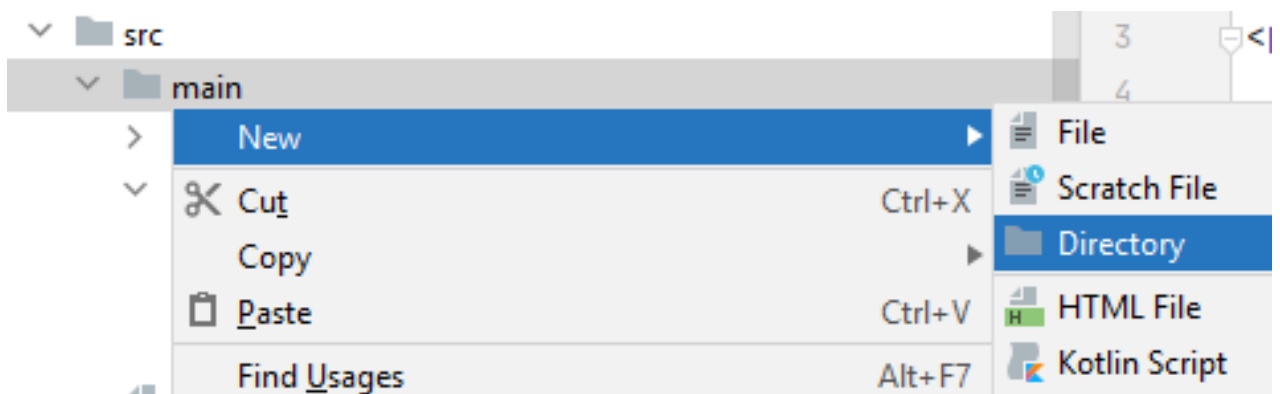 src
main
New
Cut Ctrl+X
Copy
Paste Ctrl+V
Find Usages Alt+F7
3
4
<
File
Scratch File
Directory
H HTML File
Kotlin Script